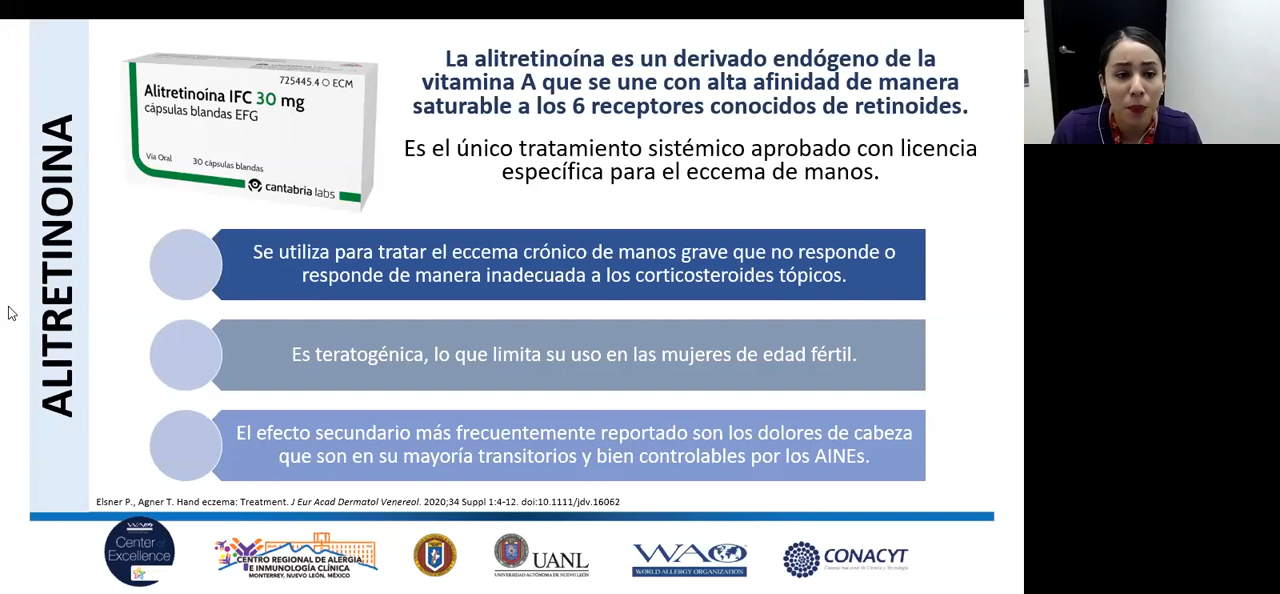 ALITRETINOINA
725445.4 O ECM
Alitretinoína IFC 30 mg
cápsulas blandas EFG
Vía Oral
30 cápsulas blandas
cantabria labs
La alitretinoína es un derivado endógeno de la
vitamina A que se une con alta afinidad de manera
saturable a los 6 receptores conocidos de retinoides.
Es el único tratamiento sistémico aprobado con licencia
específica para el eccema de manos.
Se utiliza para tratar el eccema crónico de manos grave que no responde o
responde de manera inadecuada a los corticosteroides tópicos.
Es teratogénica, lo que limita su uso en las mujeres de edad fértil.
El efecto secundario más frecuentemente reportado son los dolores de cabeza
que son en su mayoría transitorios y bien controlables por los AINEs.
Elsner P., Agner T. Hand eczema: Treatment. J Eur Acad Dermatol Venereol. 2020;34 Suppl 1:4-12. doi:10.1111/jdv.16062
WAO
Center of
Excellence
CENTRO REGIONAL DE ALERGIA
E INMUNOLOGÍA CLÍNICA
MONTERREY, NUEVO LEÓN, MÉXICO
UANL
UNIVERSIDAD AUTÓNOMA DE NUEVO LEÓN
WAO
WORLD ALLERGY ORGANIZATION
CONACYT
Consejo Nacional de Ciencia y Tecnología